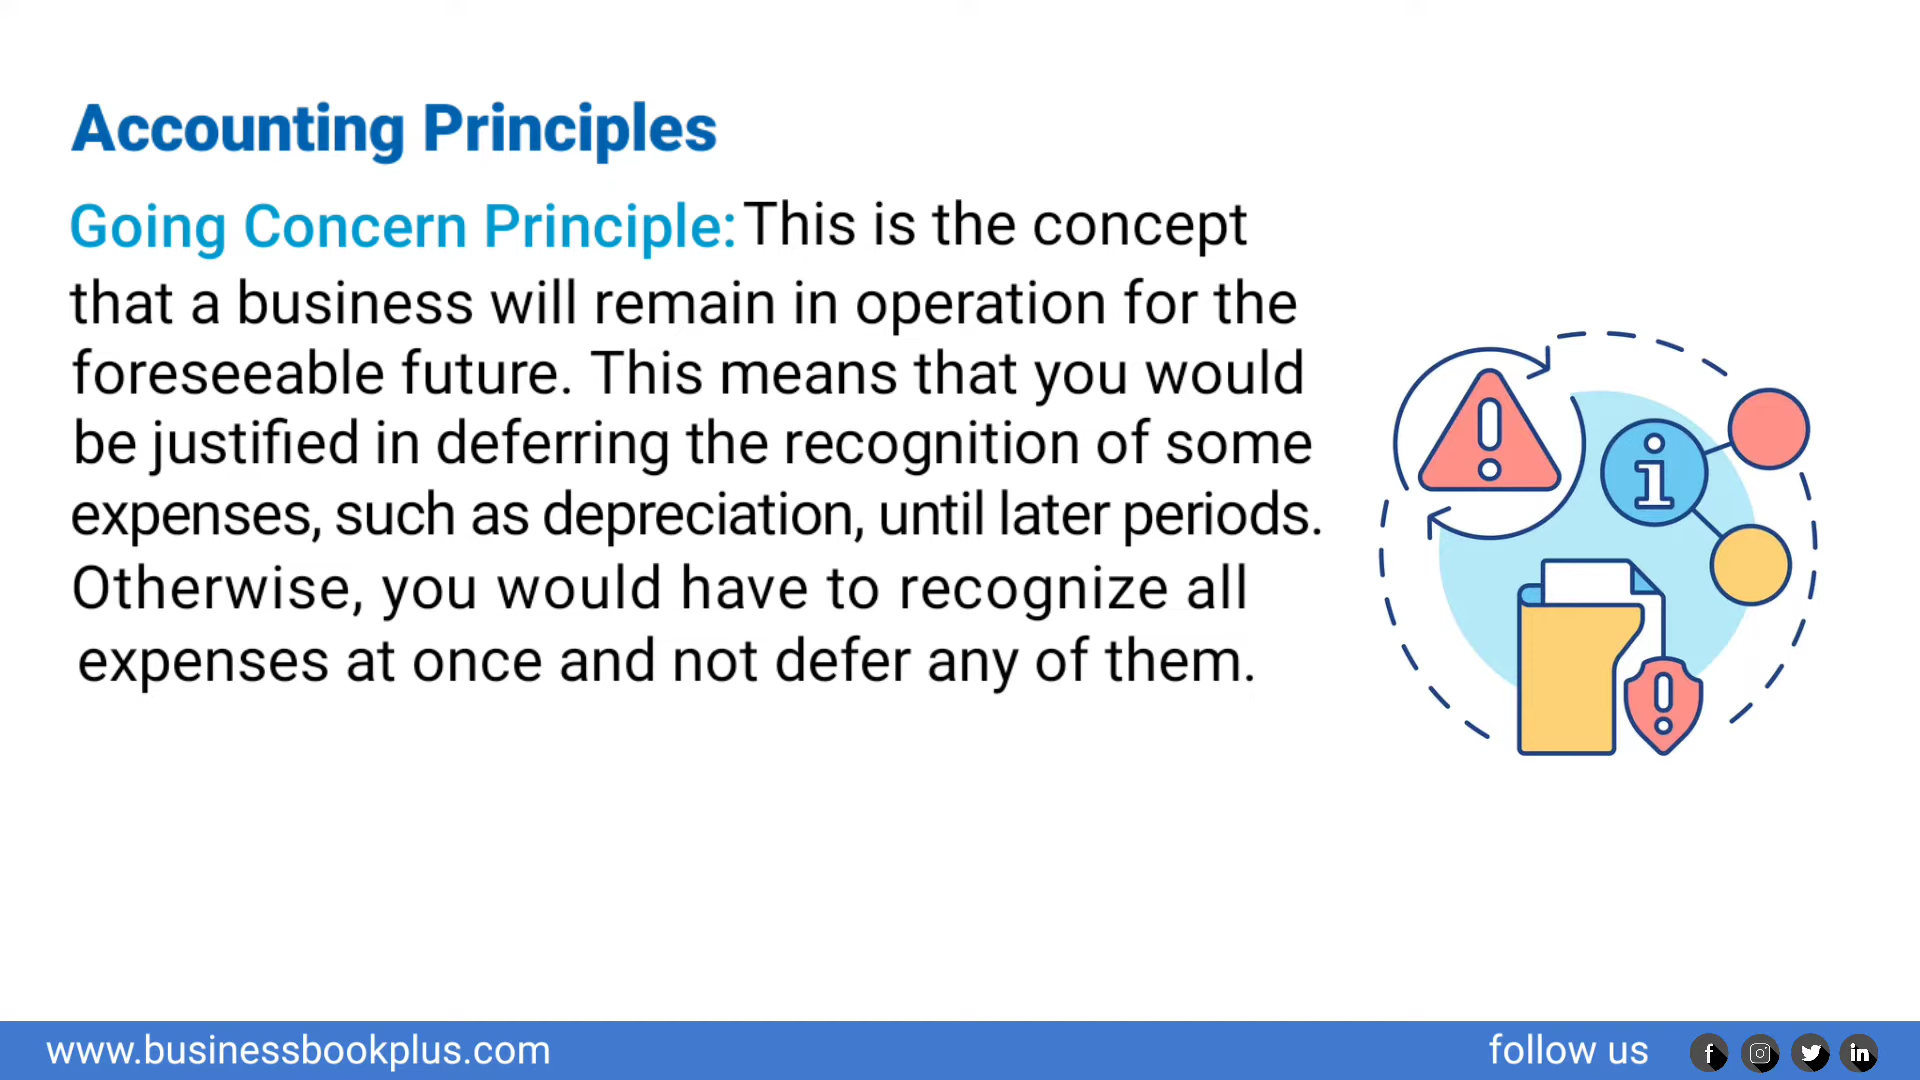 Accounting Principles
Going Concern Principle: This is the concept
that a business will remain in operation for the
foreseeable future. This means that you would
be justified in deferring the recognition of some
expenses, such as depreciation, until later periods.
Otherwise, you would have to recognize all
expenses at once and not defer any of them.
www.businessbookplus.com
follow us